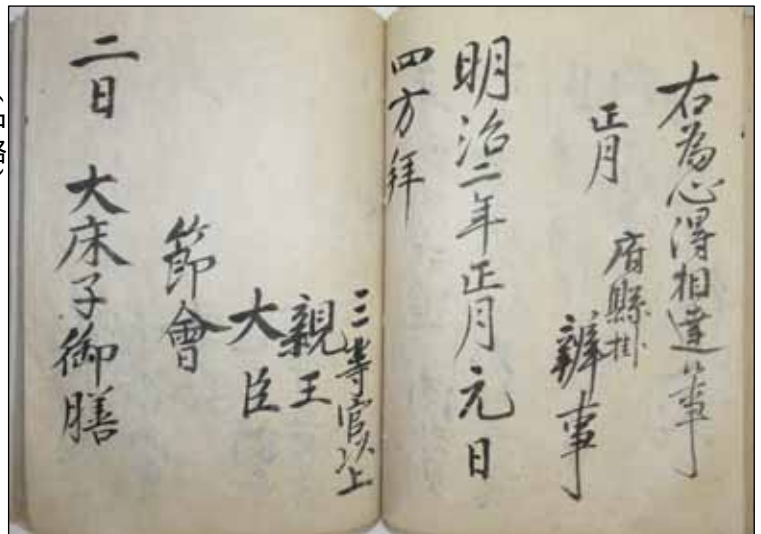 右為心得相達候事
正月
府縣掛
辨事
明治二年正月元日
四方拜
三等官以上
親王
大臣
節會
二日 大床子御膳